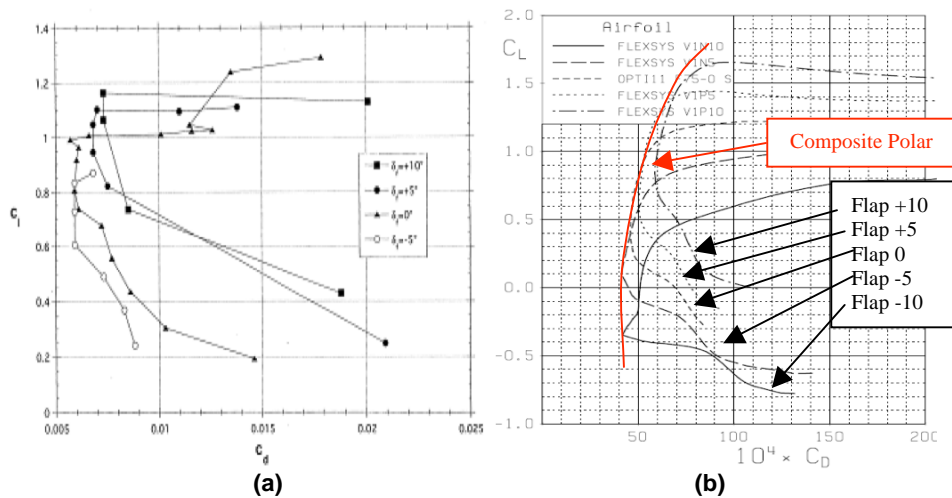 1.4
1.2
1
0.8
0.6
0.4
0.2
0
C_l
0.005
0.01
0.015
0.02
0.025
C_d
δ_f=+10°
δ_f=+5°
δ_f=0°
δ_f=-5°
(a)
2.0
C_L
1.5
1.0
0.5
0.0
-0.5
-1.0
Airfoil
FLEXSYS V1N10
FLEXSYS V1N5
OPTI11 S-0 S
FLEXSYS V1P5
FLEXSYS V1P10
Composite Polar
Flap +10
Flap +5
Flap 0
Flap -5
Flap -10
50
100
150
200
10⁴ × C_D
(b)